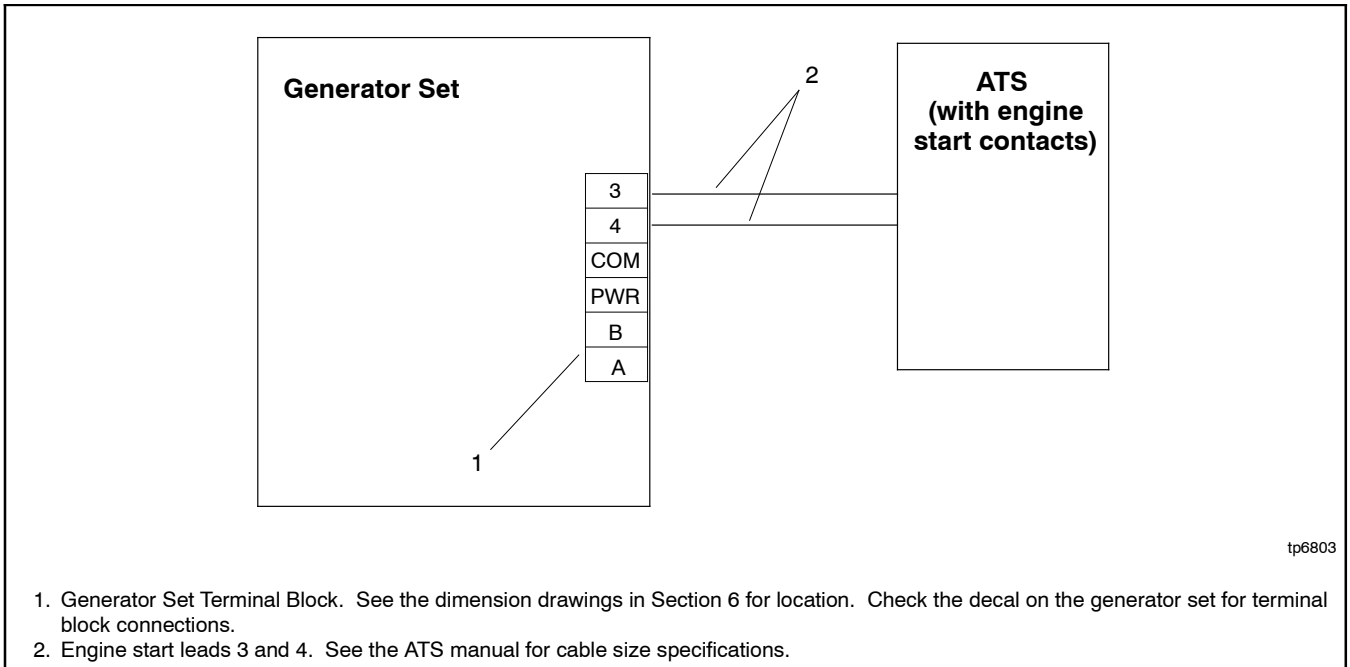 Generator Set
2
ATS
(with engine
start contacts)
3
4
COM
PWR
B
A
1
tp6803
1. Generator Set Terminal Block. See the dimension drawings in Section 6 for location. Check the decal on the generator set for terminal
block connections.
2. Engine start leads 3 and 4. See the ATS manual for cable size specifications.